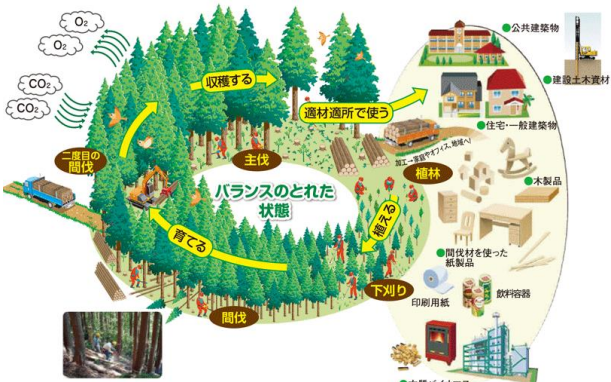 O₂
O₂
CO₂
CO₂
収穫する
適材適所で使う
主伐
二度目の
間伐
バランスのとれた
状態
植林
植える
育てる
下刈り
間伐
加工→家庭やオフィス、地域へ!
●公共建築物
●建設土木資材
●住宅・一般建築物
●木製品
●間伐材を使った
紙製品
印刷用紙
飲料容器